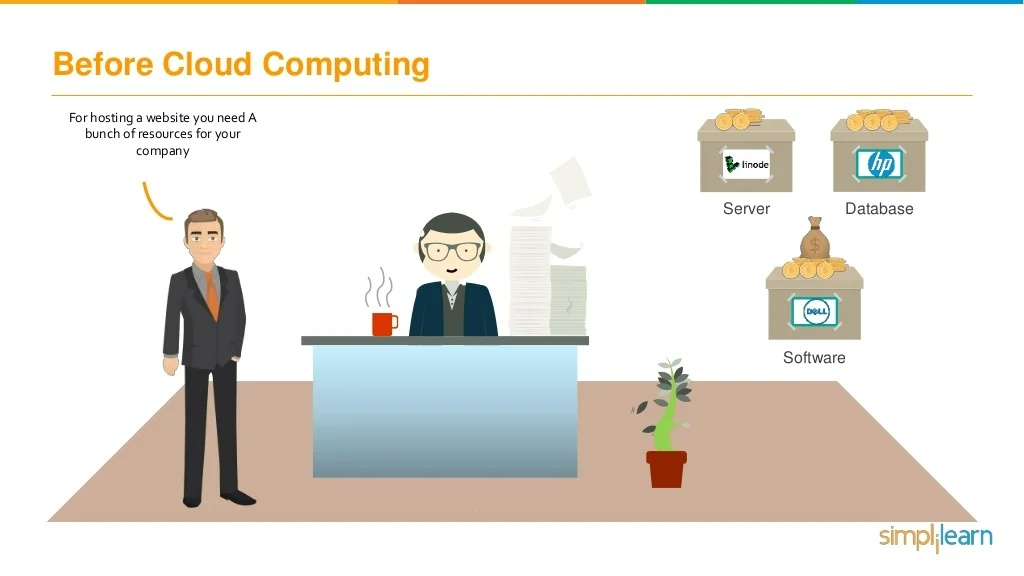 Before Cloud Computing
For hosting a website you need A
bunch of resources for your
company
linode
hp
Server
Database
$
DELL
Software
simplilearn